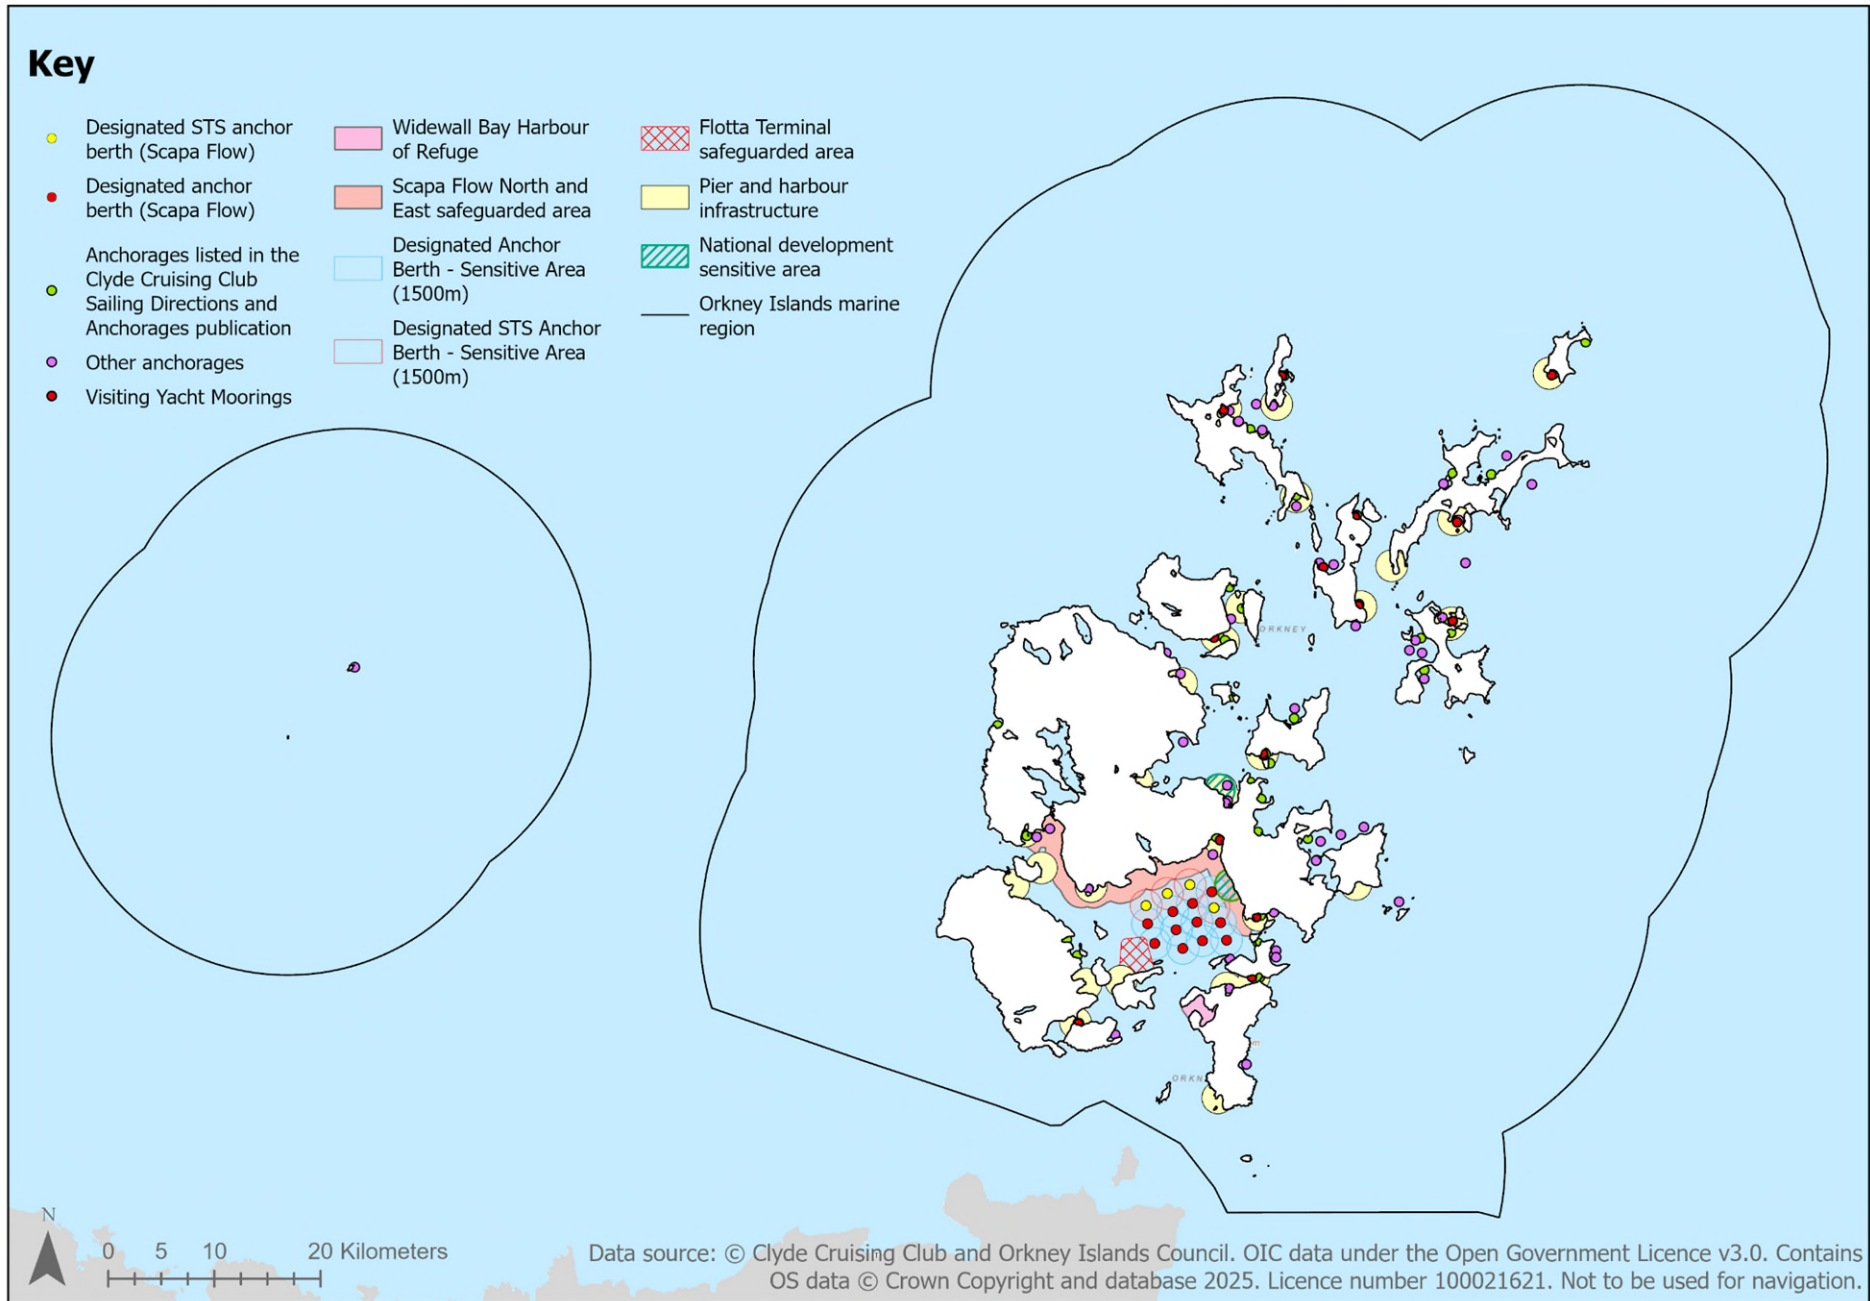 Key
Designated STS anchor
berth (Scapa Flow)
Designated anchor
berth (Scapa Flow)
Anchorages listed in the
Clyde Cruising Club
Sailing Directions and
Anchorages publication
Other anchorages
Visiting Yacht Moorings
Widewall Bay Harbour
of Refuge
Scapa Flow North and
East safeguarded area
Designated Anchor
Berth - Sensitive Area
(1500m)
Designated STS Anchor
Berth - Sensitive Area
(1500m)
Flotta Terminal
safeguarded area
Pier and harbour
infrastructure
National development
sensitive area
Orkney Islands marine
region
ORKNEY
N
0 5 10 20 Kilometers
Data source: © Clyde Cruising Club and Orkney Islands Council. OIC data under the Open Government Licence v3.0. Contains
OS data © Crown Copyright and database 2025. Licence number 100021621. Not to be used for navigation.